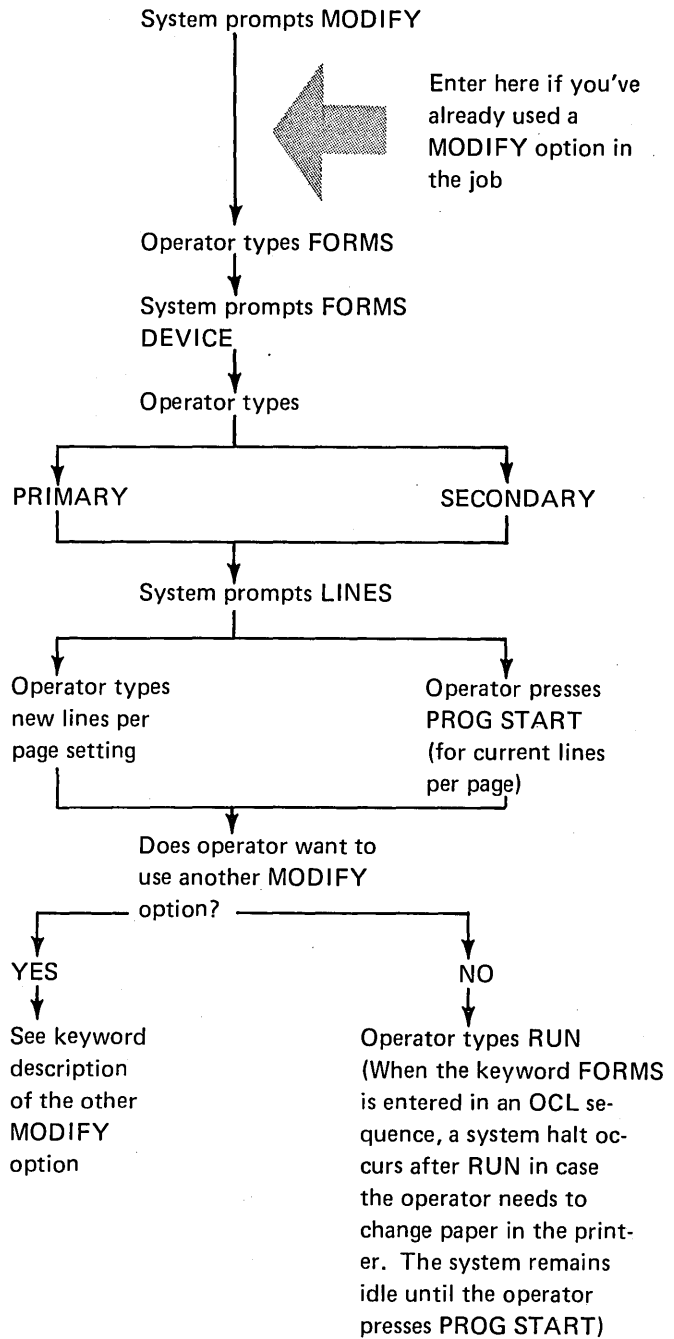 System prompts MODIFY
Enter here if you've
already used a
MODIFY option in
the job
Operator types FORMS
System prompts FORMS
DEVICE
Operator types
PRIMARY
SECONDARY
System prompts LINES
Operator types
new lines per
page setting
Operator presses
PROG START
(for current lines
per page)
Does operator want to
use another MODIFY
option?
YES
NO
See keyword
description
of the other
MODIFY
option
Operator types RUN
(When the keyword FORMS
is entered in an OCL se-
quence, a system halt oc-
curs after RUN in case
the operator needs to
change paper in the print-
er. The system remains
idle until the operator
presses PROG START)